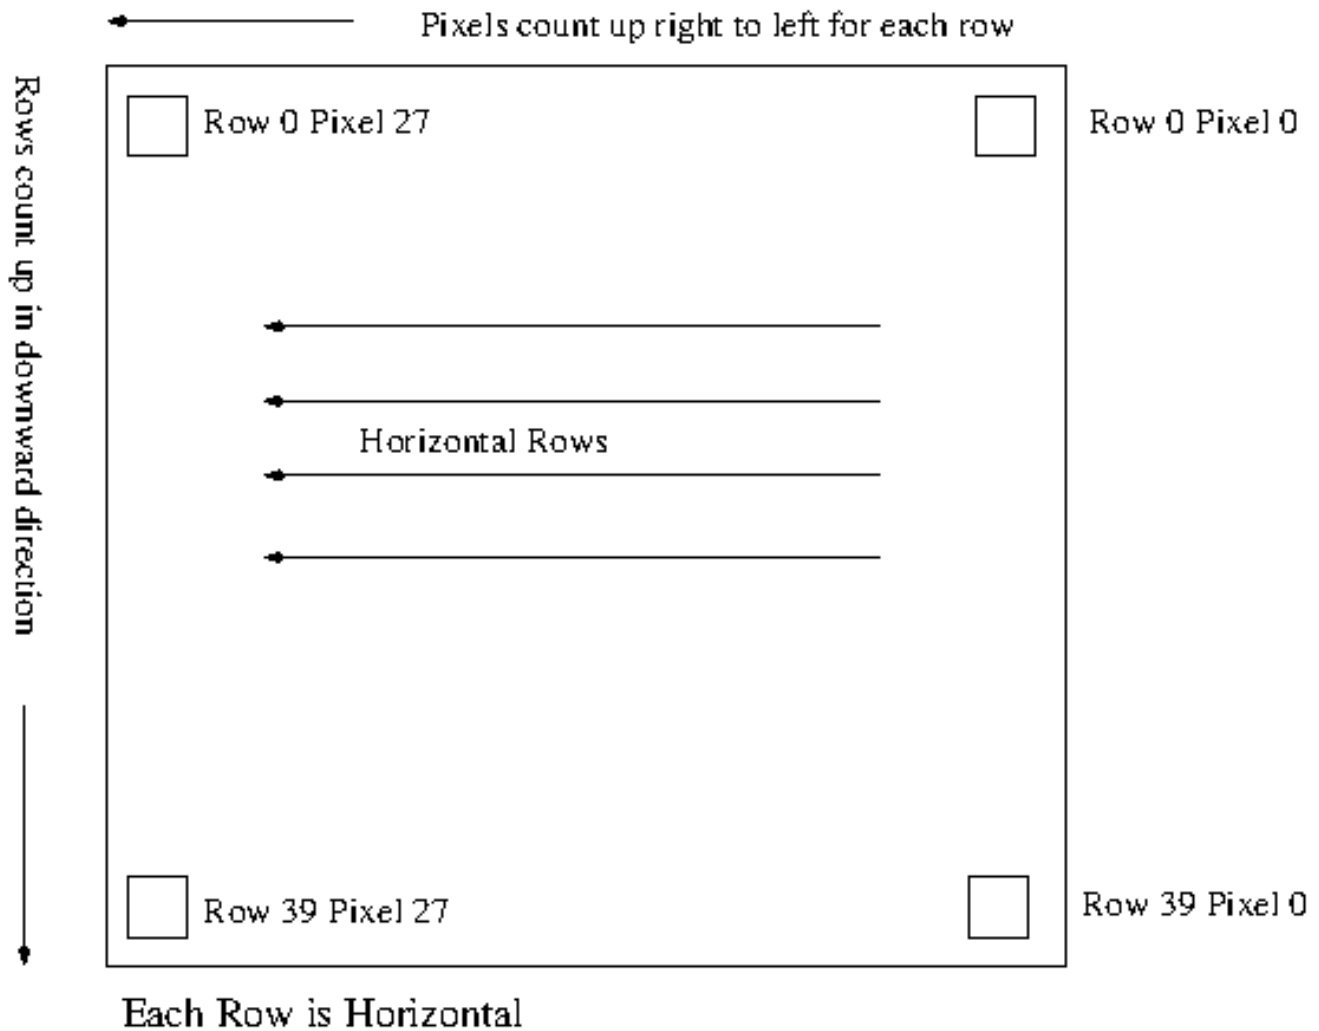 Pixels count up right to left for each row
Rows count up in downward direction
Row 0 Pixel 27
Row 0 Pixel 0
Horizontal Rows
Row 39 Pixel 27
Row 39 Pixel 0
Each Row is Horizontal